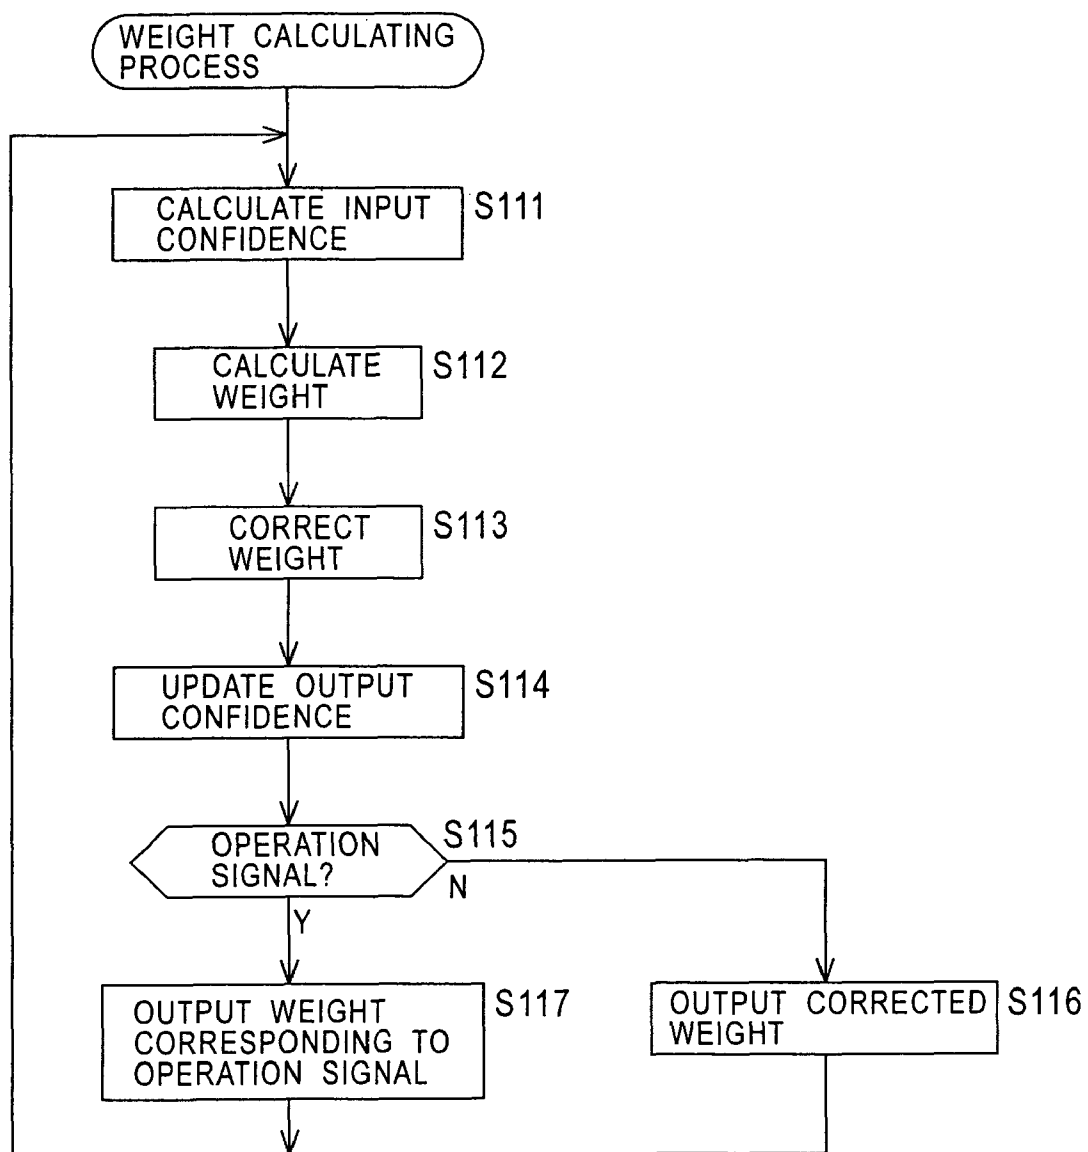 WEIGHT CALCULATING
PROCESS
CALCULATE INPUT
CONFIDENCE
S111
CALCULATE
WEIGHT
S112
CORRECT
WEIGHT
S113
UPDATE OUTPUT
CONFIDENCE
S114
OPERATION
SIGNAL?
S115
N
Y
OUTPUT WEIGHT
CORRESPONDING TO
OPERATION SIGNAL
S117
OUTPUT CORRECTED
WEIGHT
S116